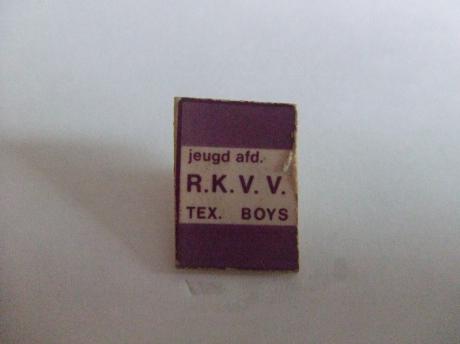 jeugd afd.
R.K.V.V.
TEX. BOYS